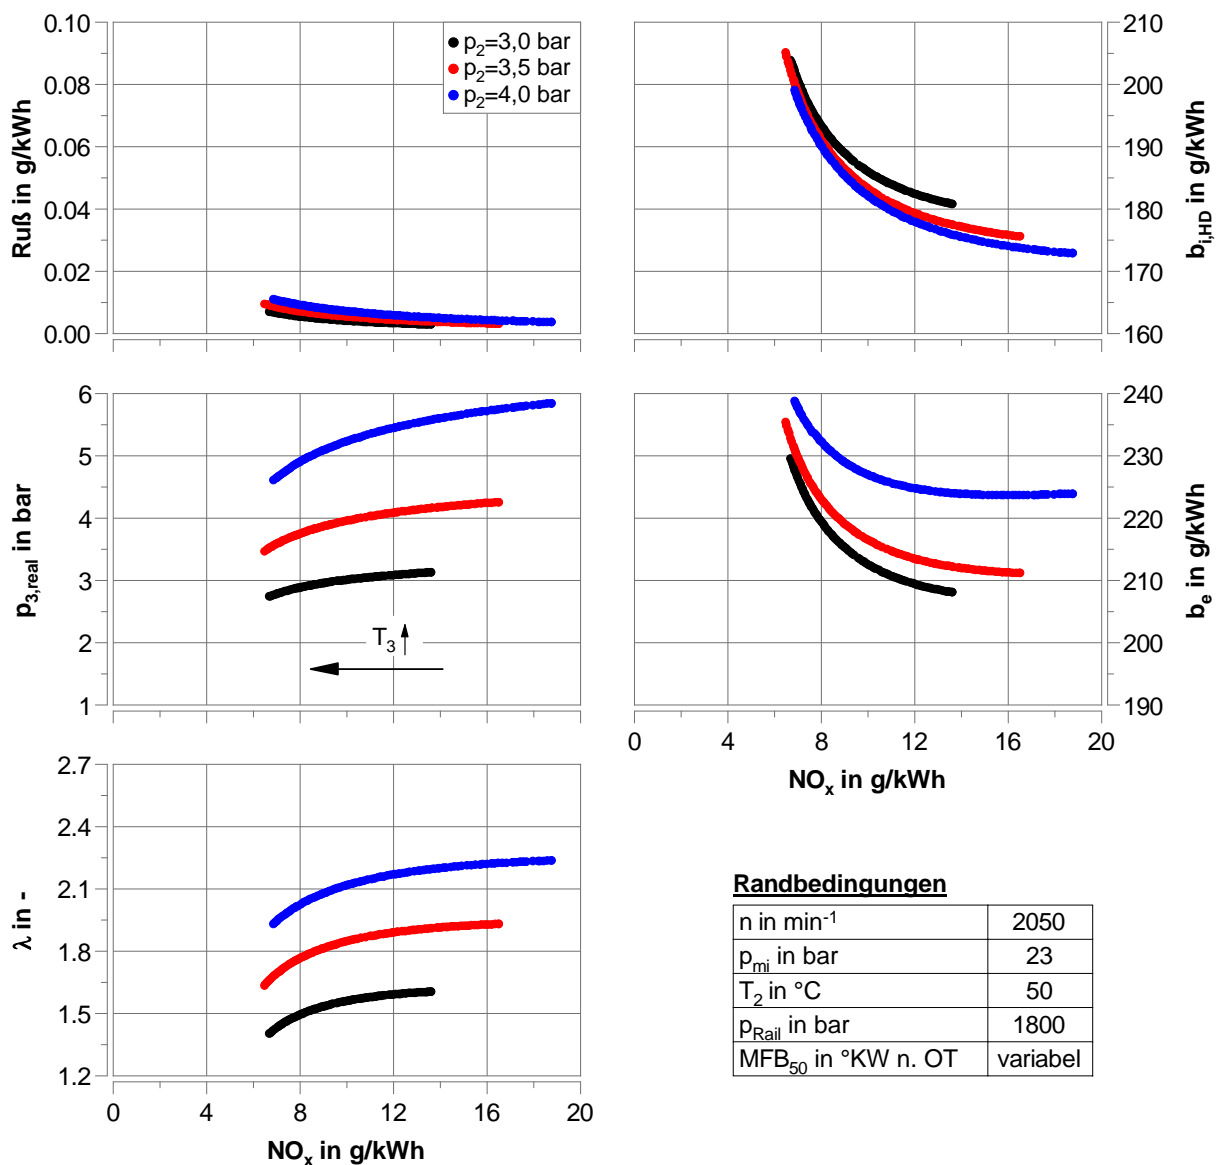 Ruß in g/kWh
0.10
0.08
0.06
0.04
0.02
0.00
p₂=3,0 bar
p₂=3,5 bar
p₂=4,0 bar
210
200
190
180
170
160
b_i,HD in g/kWh
p_3,real in bar
6
5
4
3
2
1
T₃
240
230
220
210
200
190
b_e in g/kWh
0 4 8 12 16 20
NOₓ in g/kWh
λ in -
2.7
2.4
2.1
1.8
1.5
1.2
0 4 8 12 16 20
NOₓ in g/kWh
Randbedingungen
n in min⁻¹ 2050
p_mi in bar 23
T₂ in °C 50
p_Rail in bar 1800
MFB₅₀ in °KW n. OT variabel